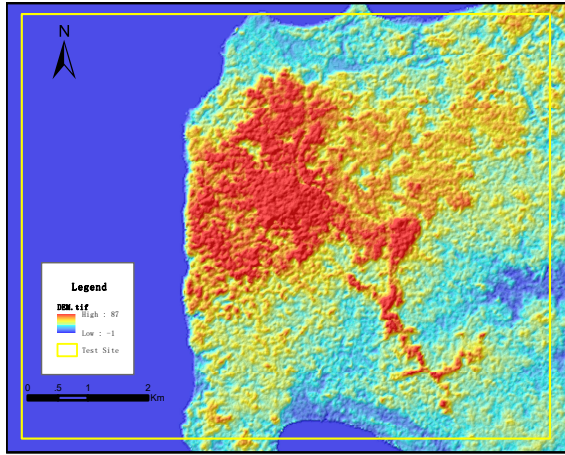 N
Legend
DEM.tif
High : 87
Low : -1
Test Site
0 .5 1 2
Km